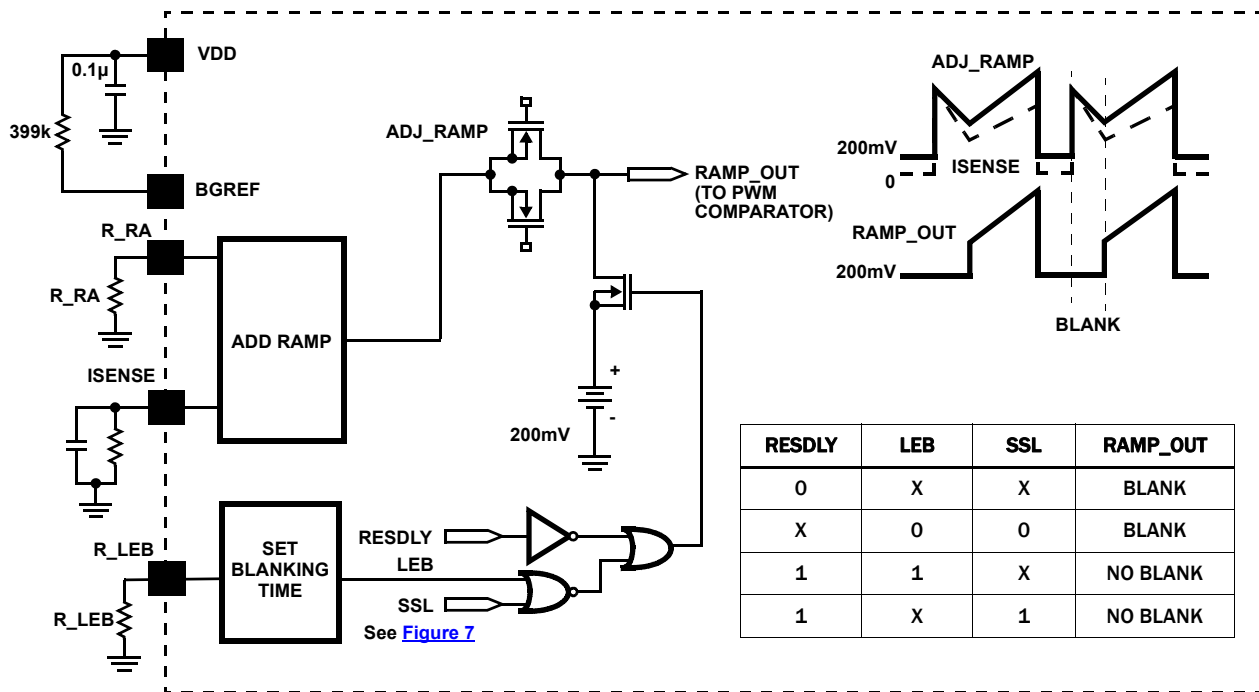 VDD
0.1µ
399k
BGREF
R_RA
R_RA
ADD RAMP
ISENSE
R_LEB
R_LEB
SET
BLANKING
TIME
ADJ_RAMP
RAMP_OUT
(TO PWM
COMPARATOR)
+
-
200mV
RESDLY
LEB
SSL
See Figure 7
ADJ_RAMP
200mV
ISENSE
0
RAMP_OUT
200mV
BLANK
RESDLY LEB SSL RAMP_OUT
0 X X BLANK
X 0 0 BLANK
1 1 X NO BLANK
1 X 1 NO BLANK